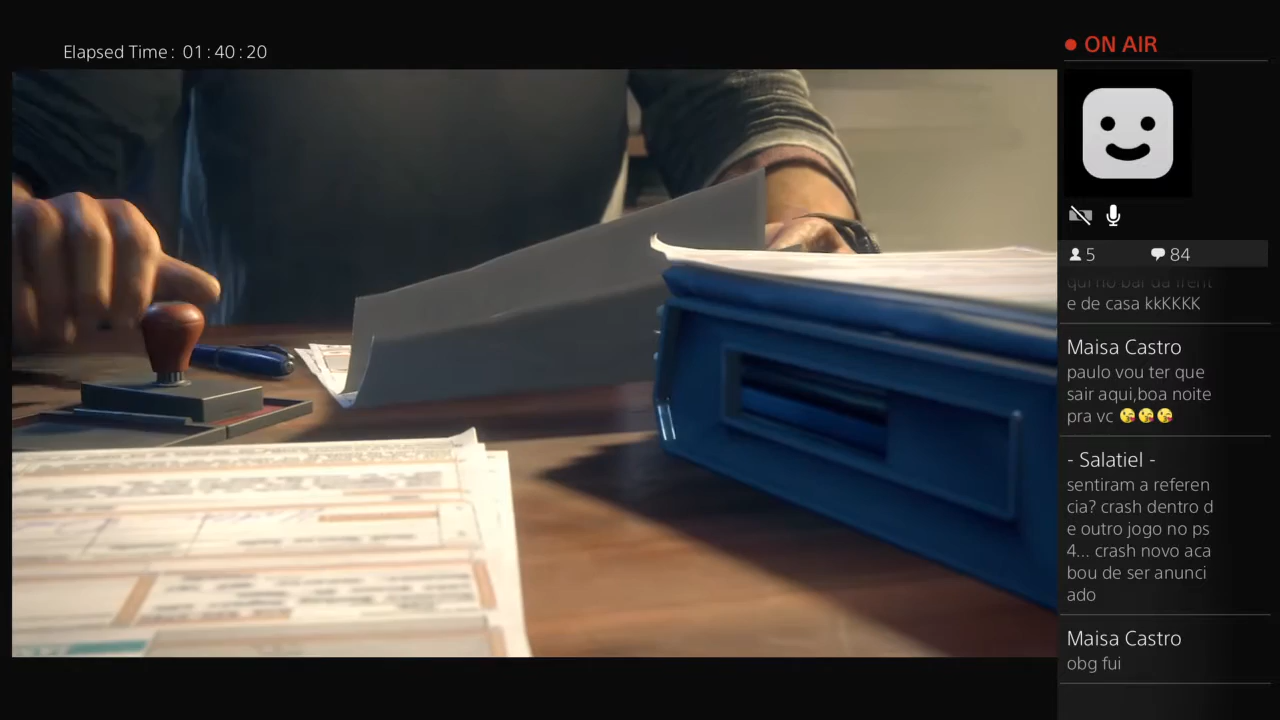 Elapsed Time: 01:40:20
ON AIR
5
84
e de casa kkKKKK
Maisa Castro
paulo vou ter que
sair aqui,boa noite
pra vc 😘😘😘
- Salatiel -
sentiram a referen
cia? crash dentro d
e outro jogo no ps
4... crash novo aca
bou de ser anunci
ado
Maisa Castro
obg fui